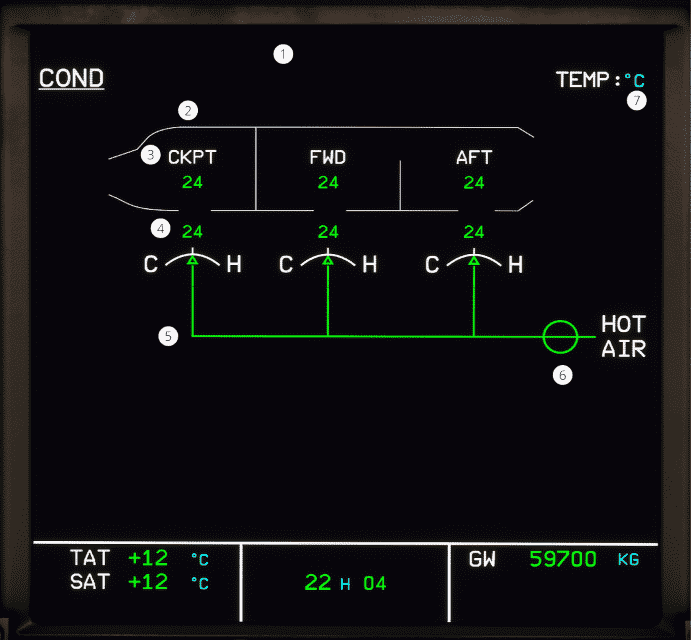 1
COND
TEMP:°C
7
2
3 CKPT FWD AFT
24 24 24
4 24 24 24
C H C H C H
5
HOT
AIR
6
TAT +12 °C
SAT +12 °C
22 H 04
GW 59700 KG